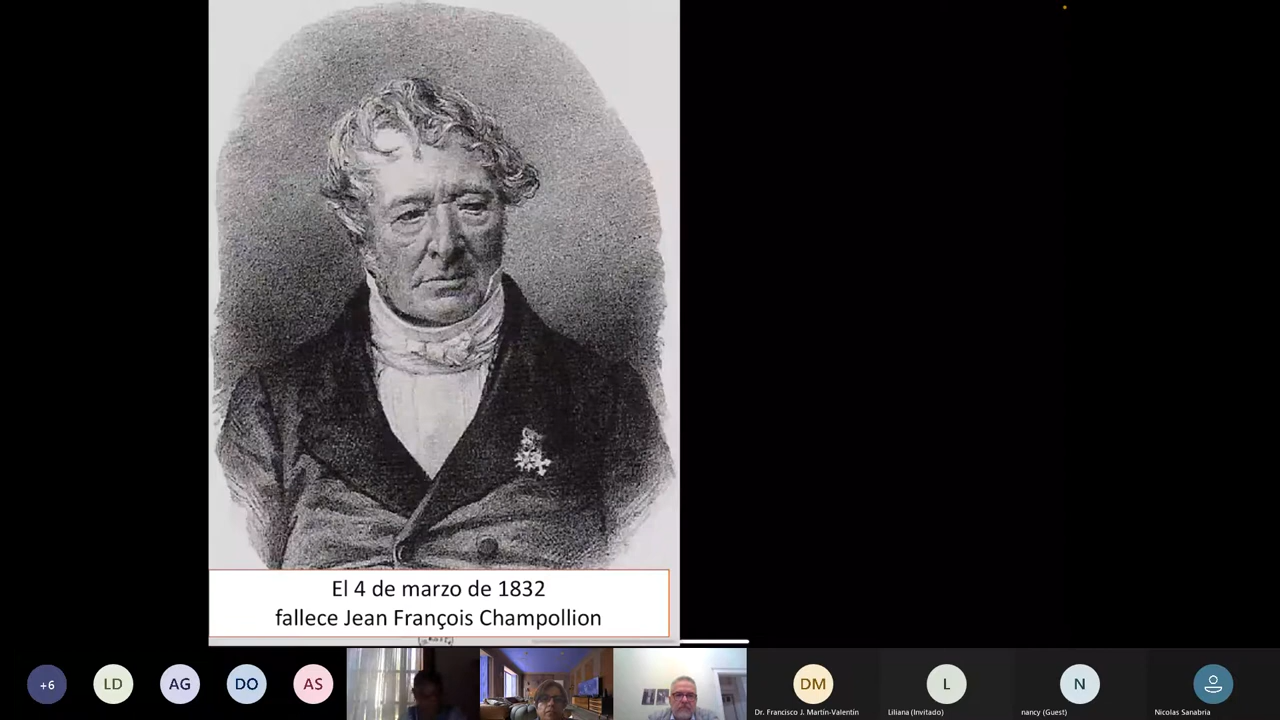 El 4 de marzo de 1832
fallece Jean François Champollion
+6
LD
AG
DO
AS
DM
Dr. Francisco J. Martín-Valentín
L
Liliana (Invitado)
N
nancy (Guest)
Nicolas Sanabria